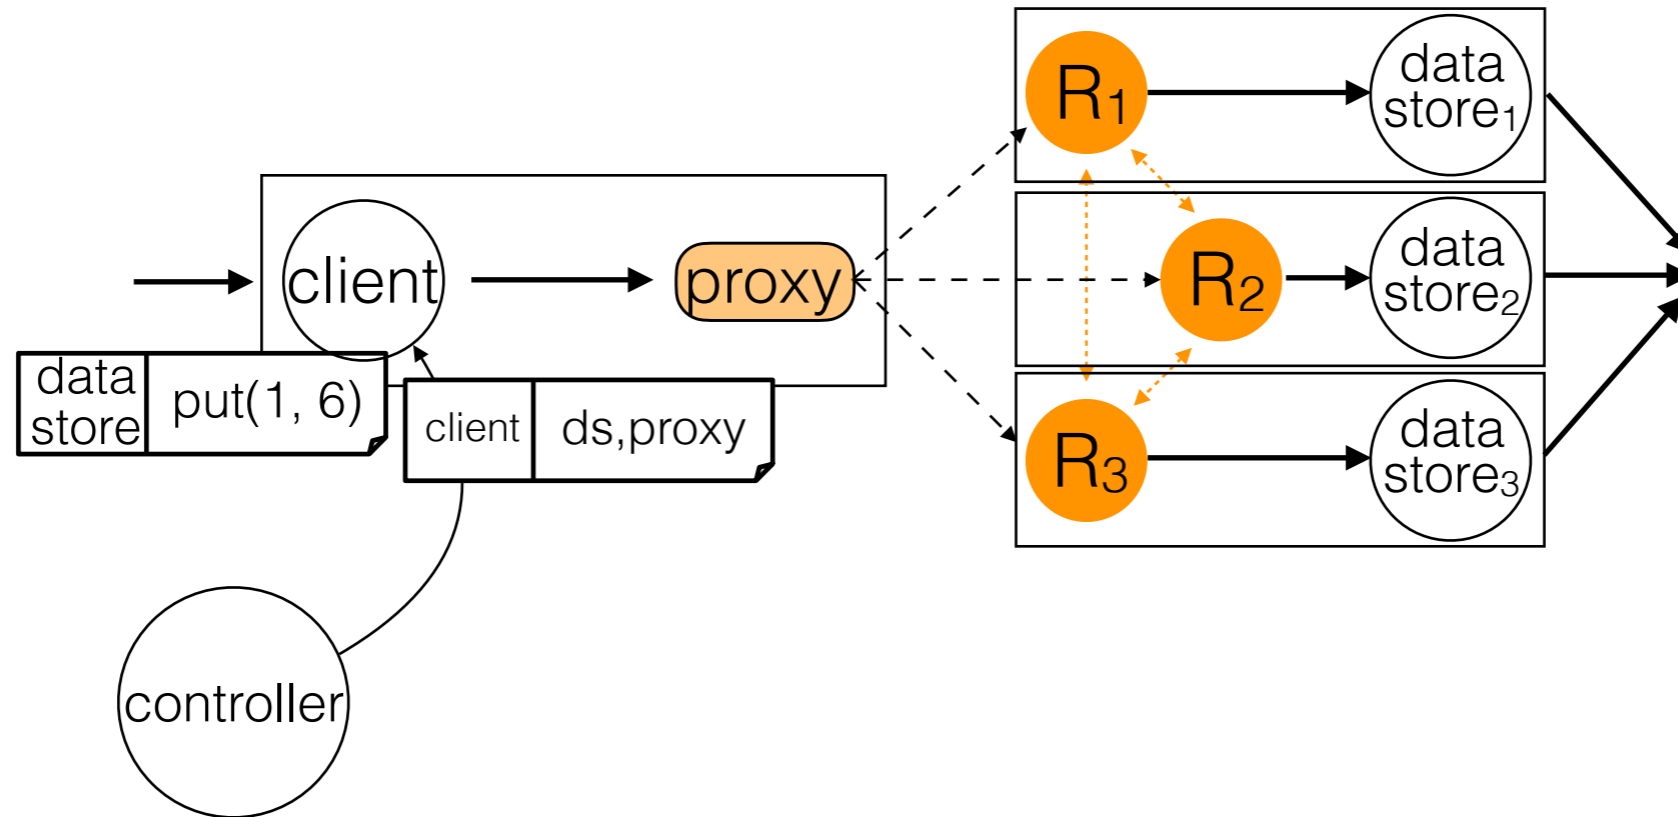 R₁
data
store₁
client
proxy
R₂
data
store₂
data
store
put(1, 6)
client
ds,proxy
R₃
data
store₃
controller